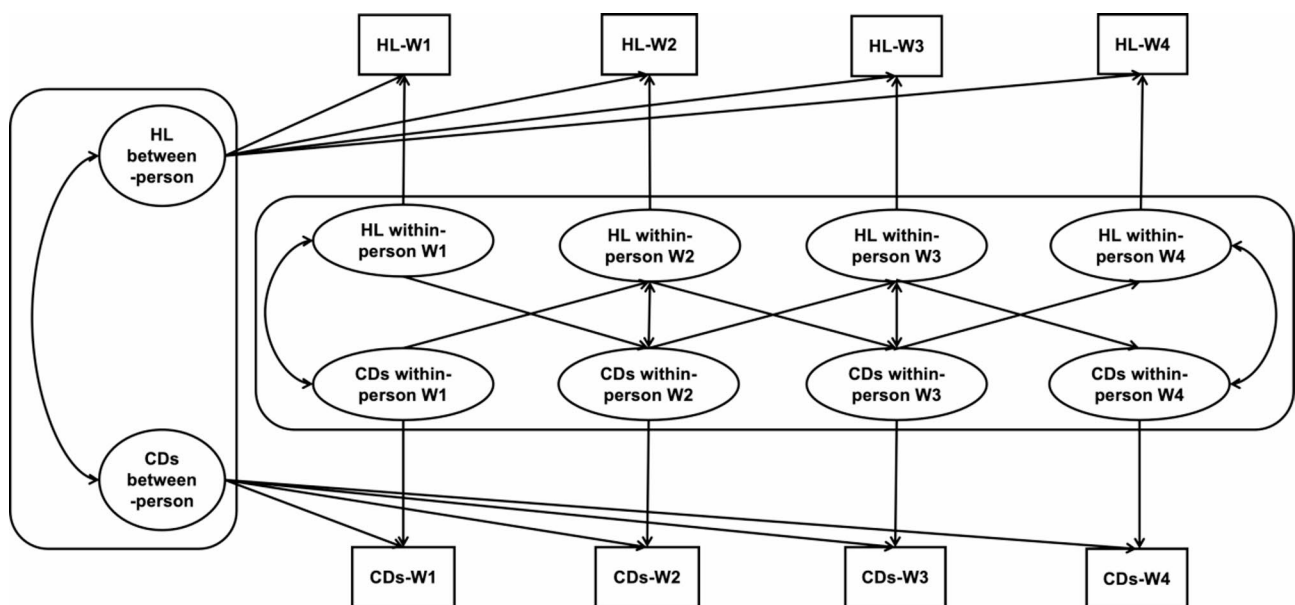 HL-W1
HL-W2
HL-W3
HL-W4
HL
between
-person
HL within-
person W1
HL within-
person W2
HL within-
person W3
HL within-
person W4
CDs within-
person W1
CDs within-
person W2
CDs within-
person W3
CDs within-
person W4
CDs
between
-person
CDs-W1
CDs-W2
CDs-W3
CDs-W4